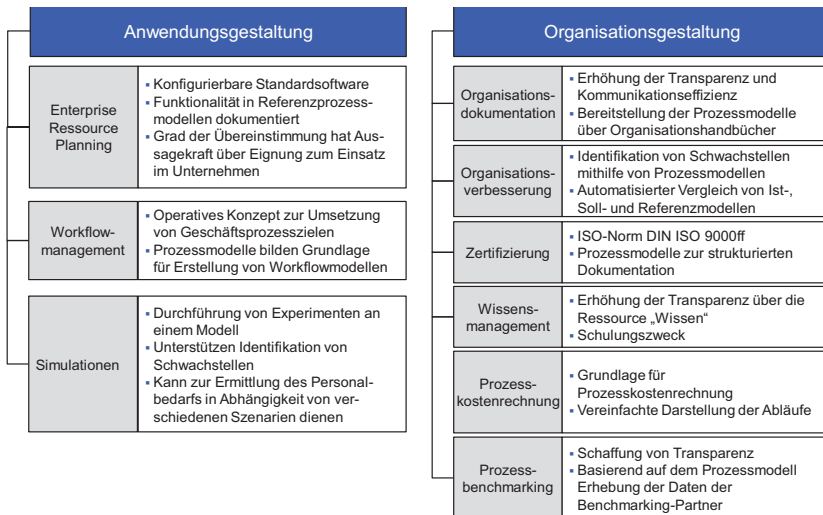 Anwendungsgestaltung
Enterprise
Ressource
Planning
▪ Konfigurierbare Standardsoftware
▪ Funktionalität in Referenzprozess-
modellen dokumentiert
▪ Grad der Übereinstimmung hat Aus-
sagekraft über Eignung zum Einsatz
im Unternehmen
Workflow-
management
▪ Operatives Konzept zur Umsetzung
von Geschäftsprozesszielen
▪ Prozessmodelle bilden Grundlage
für Erstellung von Workflowmodellen
Simulationen
▪ Durchführung von Experimenten an
einem Modell
▪ Unterstützen Identifikation von
Schwachstellen
▪ Kann zur Ermittlung des Personal-
bedarfs in Abhängigkeit von ver-
schiedenen Szenarien dienen
Organisationsgestaltung
Organisations-
dokumentation
▪ Erhöhung der Transparenz und
Kommunikationseffizienz
▪ Bereitstellung der Prozessmodelle
über Organisationshandbücher
Organisations-
verbesserung
▪ Identifikation von Schwachstellen
mithilfe von Prozessmodellen
▪ Automatisierter Vergleich von Ist-,
Soll- und Referenzmodellen
Zertifizierung
▪ ISO-Norm DIN ISO 9000ff
▪ Prozessmodelle zur strukturierten
Dokumentation
Wissens-
management
▪ Erhöhung der Transparenz über die
Ressource „Wissen“
▪ Schulungszweck
Prozess-
kostenrechnung
▪ Grundlage für
Prozesskostenrechnung
▪ Vereinfachte Darstellung der Abläufe
Prozess-
benchmarking
▪ Schaffung von Transparenz
▪ Basierend auf dem Prozessmodell
Erhebung der Daten der
Benchmarking-Partner